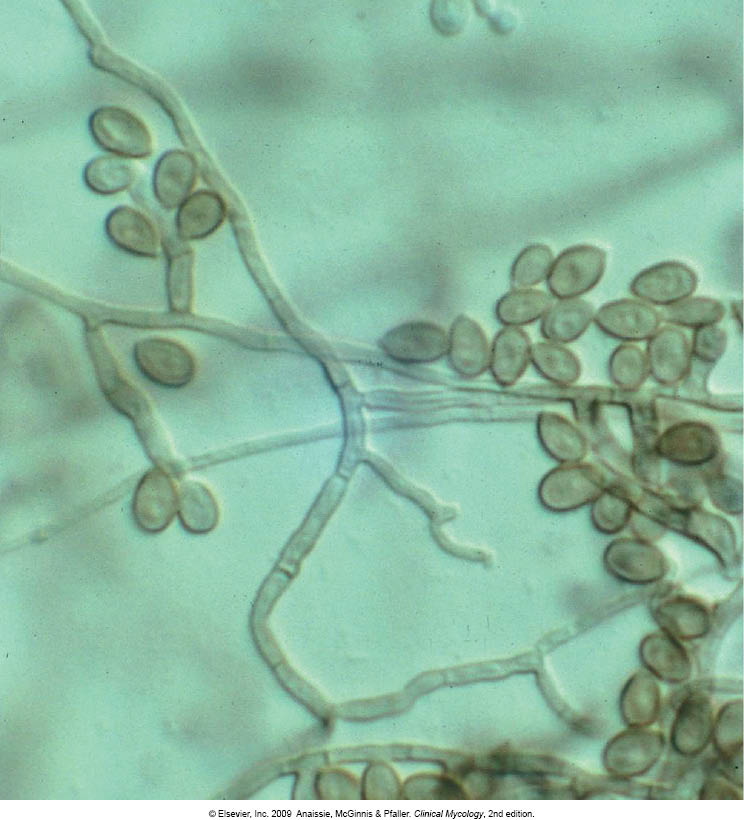 © Elsevier, Inc. 2009 Anaissie, McGinnis & Pfaller. Clinical Mycology, 2nd edition.